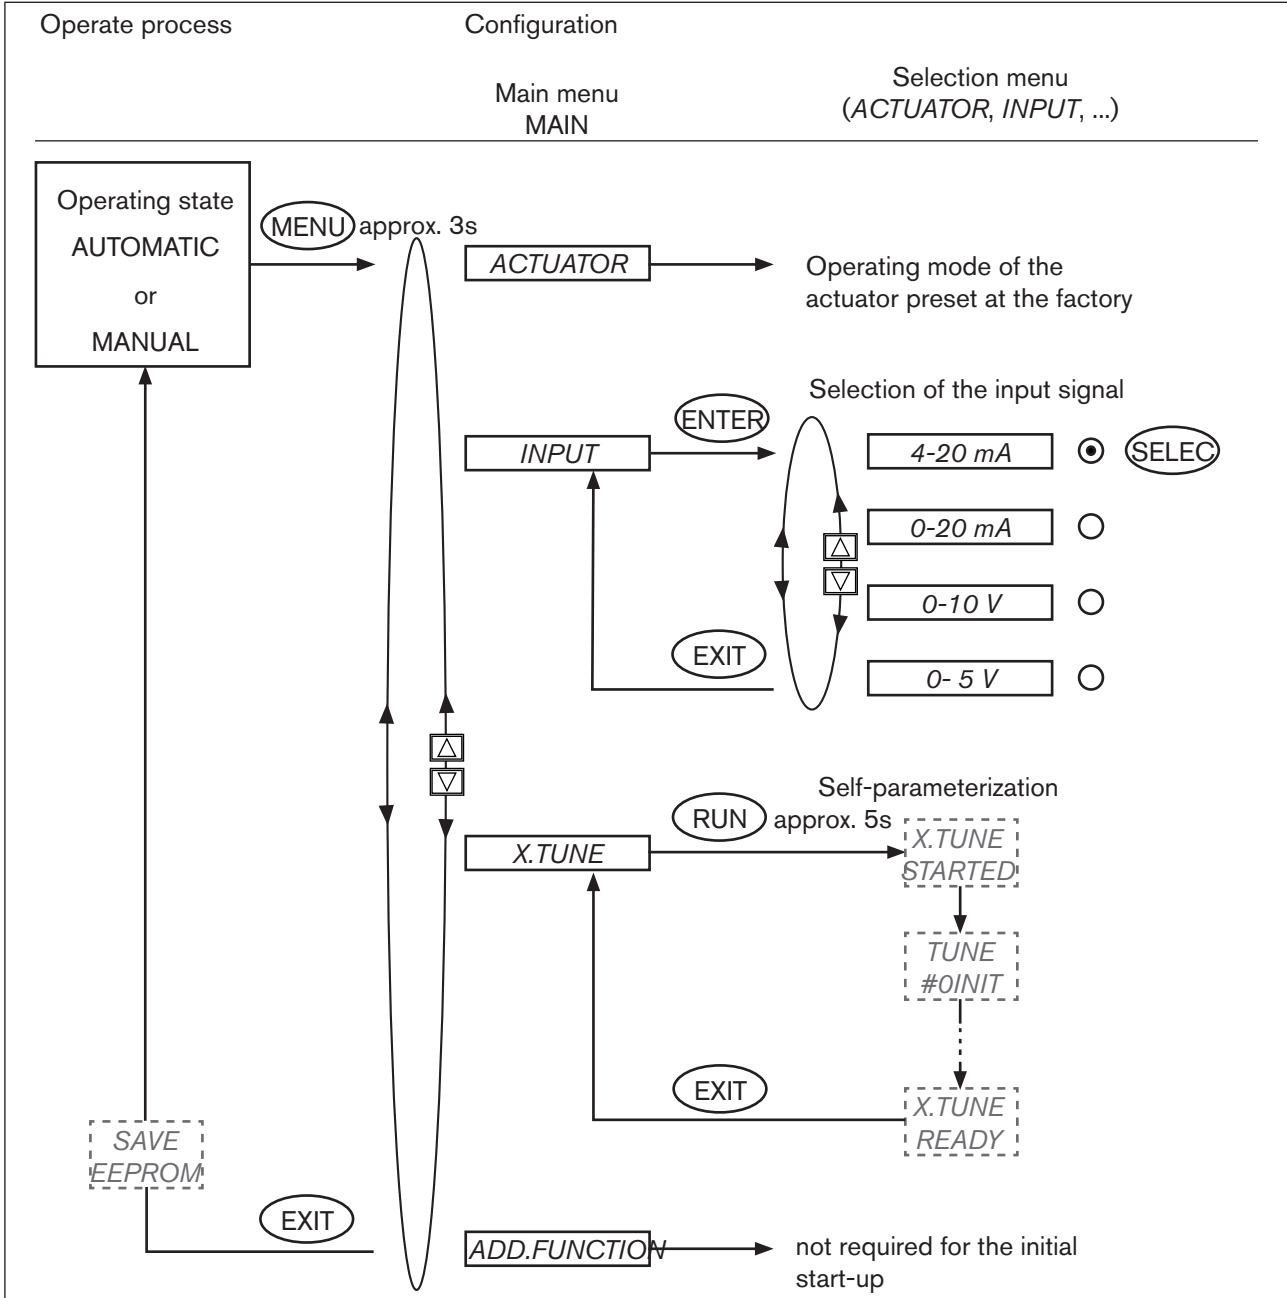 Operate process
Configuration
Main menu
MAIN
Selection menu
(ACTUATOR, INPUT, ...)
Operating state
AUTOMATIC
or
MANUAL
MENU
approx. 3s
ACTUATOR
Operating mode of the
actuator preset at the factory
Selection of the input signal
INPUT
ENTER
4-20 mA
SELEC
0-20 mA
0-10 V
EXIT
0- 5 V
Self-parameterization
RUN
approx. 5s
X.TUNE
X.TUNE
STARTED
TUNE
#0INIT
EXIT
X.TUNE
READY
SAVE
EEPROM
EXIT
ADD.FUNCTION
not required for the initial
start-up